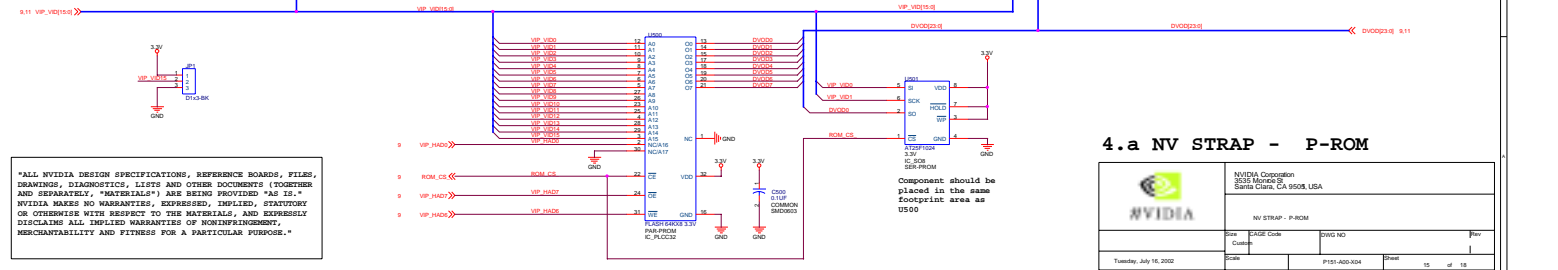 9,11 VIP_VID[15:0]
VIP_VID[15:0]
VIP_VID[15:0]
DVOD[23:0]
DVOD[23:0]
DVOD[23:0] 9,11
3.3V
JP1
VIP_VID15
1 1
2 2
3 3
D1x3-BK
GND
U500
VIP_VID0 12 A0 O0 13 DVOD0
VIP_VID1 11 A1 O1 14 DVOD1
VIP_VID2 10 A2 O2 15 DVOD2
VIP_VID3 9 A3 O3 17 DVOD3
VIP_VID4 8 A4 O4 18 DVOD4
VIP_VID5 7 A5 O5 19 DVOD5
VIP_VID6 6 A6 O6 20 DVOD6
VIP_VID7 5 A7 O7 21 DVOD7
VIP_VID8 27 A8
VIP_VID9 26 A9
VIP_VID10 23 A10
VIP_VID11 25 A11
VIP_VID12 4 A12
VIP_VID13 28 A13
VIP_VID14 29 A14
VIP_VID15 3 A15 NC 1 GND
9 VIP_HAD0 VIP_HAD0 2 NC/A16
30 NC/A17
GND
9 ROM_CS ROM_CS 22 CE VDD 32 3.3V
9 VIP_HAD7 VIP_HAD7 24 OE
9 VIP_HAD6 VIP_HAD6 31 WE GND 16
GND
FLASH 64KX8 3.3V
PAR-PROM
IC_PLCC32
3.3V
1
2
C500
0.1UF
COMMON
SMD0603
GND
3.3V
U501
VIP_VID0 5 SI VDD 8
VIP_VID1 6 SCK
HOLD 7
DVOD0 2 SO
WP 3
ROM_CS_ 1 CS GND 4
GND
AT25F1024
3.3V
IC_SO8
SER-PROM
Component should be
placed in the same
footprint area as
U500
"ALL NVIDIA DESIGN SPECIFICATIONS, REFERENCE BOARDS, FILES,
DRAWINGS, DIAGNOSTICS, LISTS AND OTHER DOCUMENTS (TOGETHER
AND SEPARATELY, "MATERIALS") ARE BEING PROVIDED "AS IS."
NVIDIA MAKES NO WARRANTIES, EXPRESSED, IMPLIED, STATUTORY
OR OTHERWISE WITH RESPECT TO THE MATERIALS, AND EXPRESSLY
DISCLAIMS ALL IMPLIED WARRANTIES OF NONINFRINGEMENT,
MERCHANTABILITY AND FITNESS FOR A PARTICULAR PURPOSE."
4.a NV STRAP - P-ROM
NVIDIA
NVIDIA Corporation
3535 Monroe St
Santa Clara, CA 9505, USA
NV STRAP - P-ROM
Size CAGE Code DWG NO Rev
Custom
Tuesday, July 16, 2002
Scale P151-A00-X04 Sheet 15 of 18
A